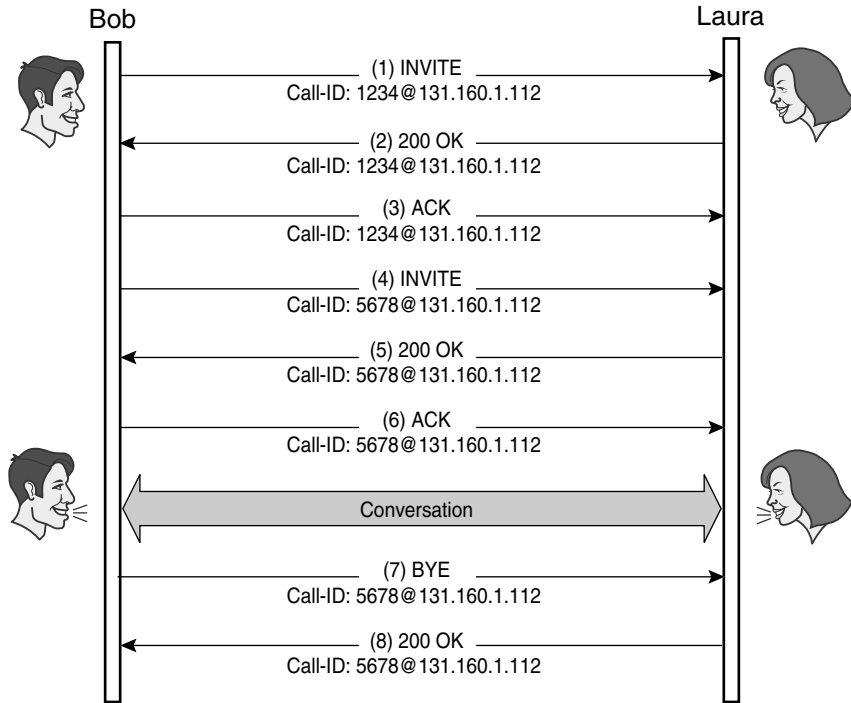 Bob
Laura
(1) INVITE
Call-ID: 1234@131.160.1.112
(2) 200 OK
Call-ID: 1234@131.160.1.112
(3) ACK
Call-ID: 1234@131.160.1.112
(4) INVITE
Call-ID: 5678@131.160.1.112
(5) 200 OK
Call-ID: 5678@131.160.1.112
(6) ACK
Call-ID: 5678@131.160.1.112
Conversation
(7) BYE
Call-ID: 5678@131.160.1.112
(8) 200 OK
Call-ID: 5678@131.160.1.112